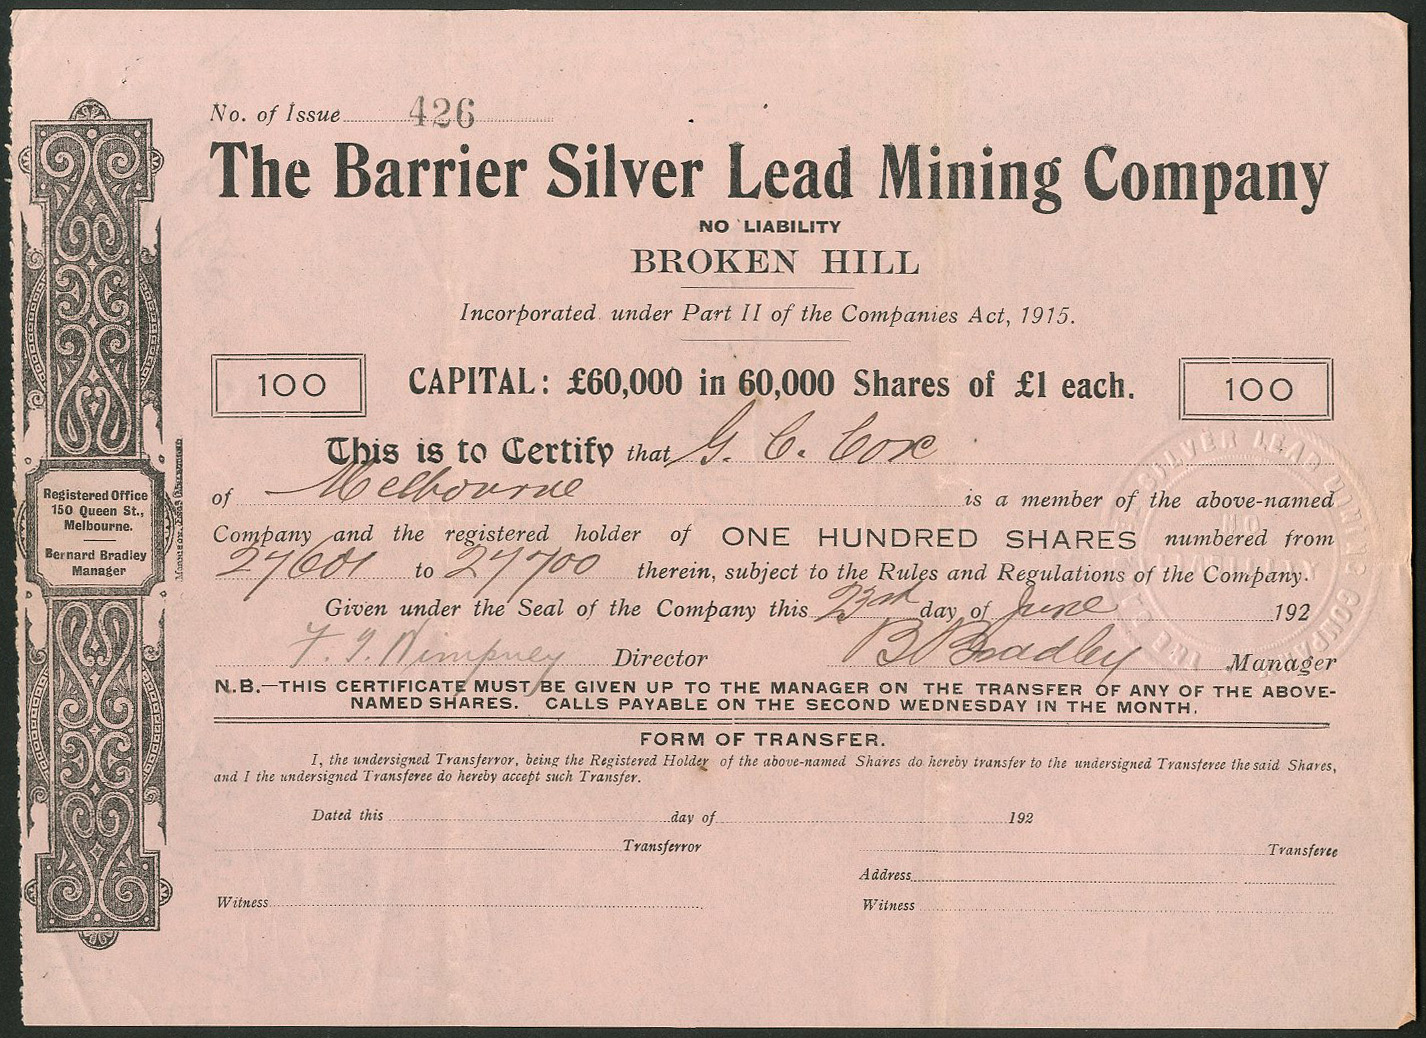 No. of Issue 426
The Barrier Silver Lead Mining Company
NO LIABILITY
BROKEN HILL
Incorporated under Part II of the Companies Act, 1915.
100 CAPITAL: £60,000 in 60,000 Shares of £1 each. 100
This is to Certify that G. C. Cox
of Melbourne is a member of the above-named
Company and the registered holder of ONE HUNDRED SHARES numbered from
27601 to 27700 therein, subject to the Rules and Regulations of the Company.
Given under the Seal of the Company this 23rd day of June 192
F. J. Wimpney Director B Bradley Manager
N.B.—THIS CERTIFICATE MUST BE GIVEN UP TO THE MANAGER ON THE TRANSFER OF ANY OF THE ABOVE-
NAMED SHARES. CALLS PAYABLE ON THE SECOND WEDNESDAY IN THE MONTH.
FORM OF TRANSFER.
I, the undersigned Transferror, being the Registered Holder of the above-named Shares do hereby transfer to the undersigned Transferee the said Shares,
and I the undersigned Transferee do hereby accept such Transfer.
Dated this day of 192
Transferror Transferee
Address
Witness Witness
Registered Office
150 Queen St.,
Melbourne.
Bernard Bradley
Manager
SILVER LEAD MINING COMPANY
NO
LIABILITY